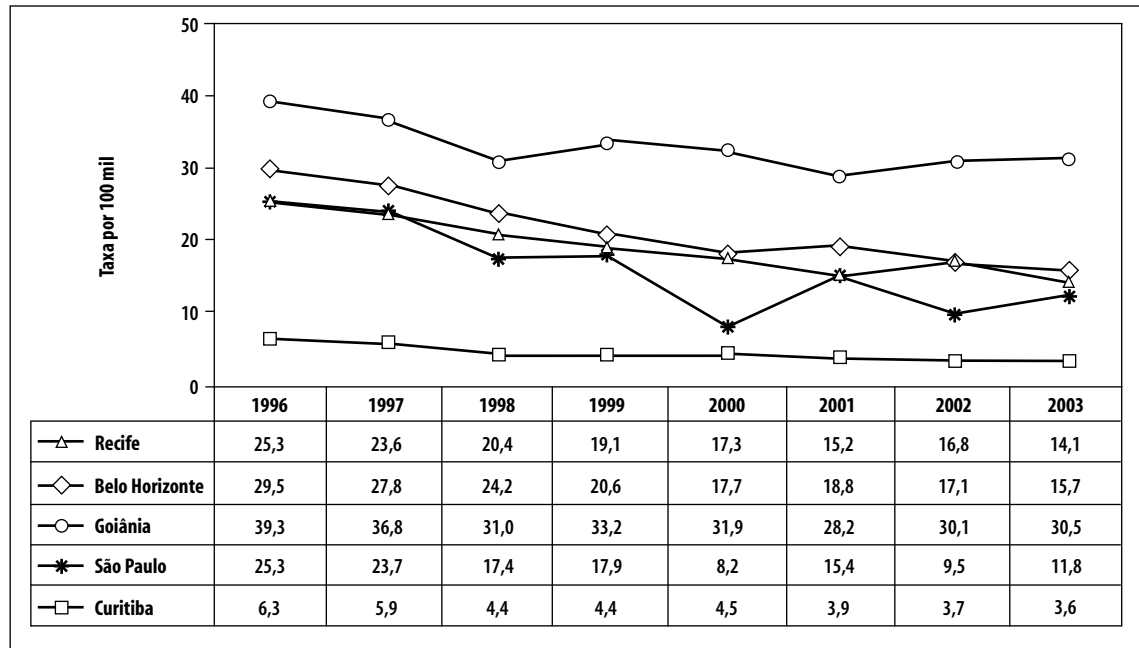 50
40
30
20
10
0
Taxa por 100 mil
1996 1997 1998 1999 2000 2001 2002 2003
Recife 25,3 23,6 20,4 19,1 17,3 15,2 16,8 14,1
Belo Horizonte 29,5 27,8 24,2 20,6 17,7 18,8 17,1 15,7
Goiânia 39,3 36,8 31,0 33,2 31,9 28,2 30,1 30,5
São Paulo 25,3 23,7 17,4 17,9 8,2 15,4 9,5 11,8
Curitiba 6,3 5,9 4,4 4,4 4,5 3,9 3,7 3,6